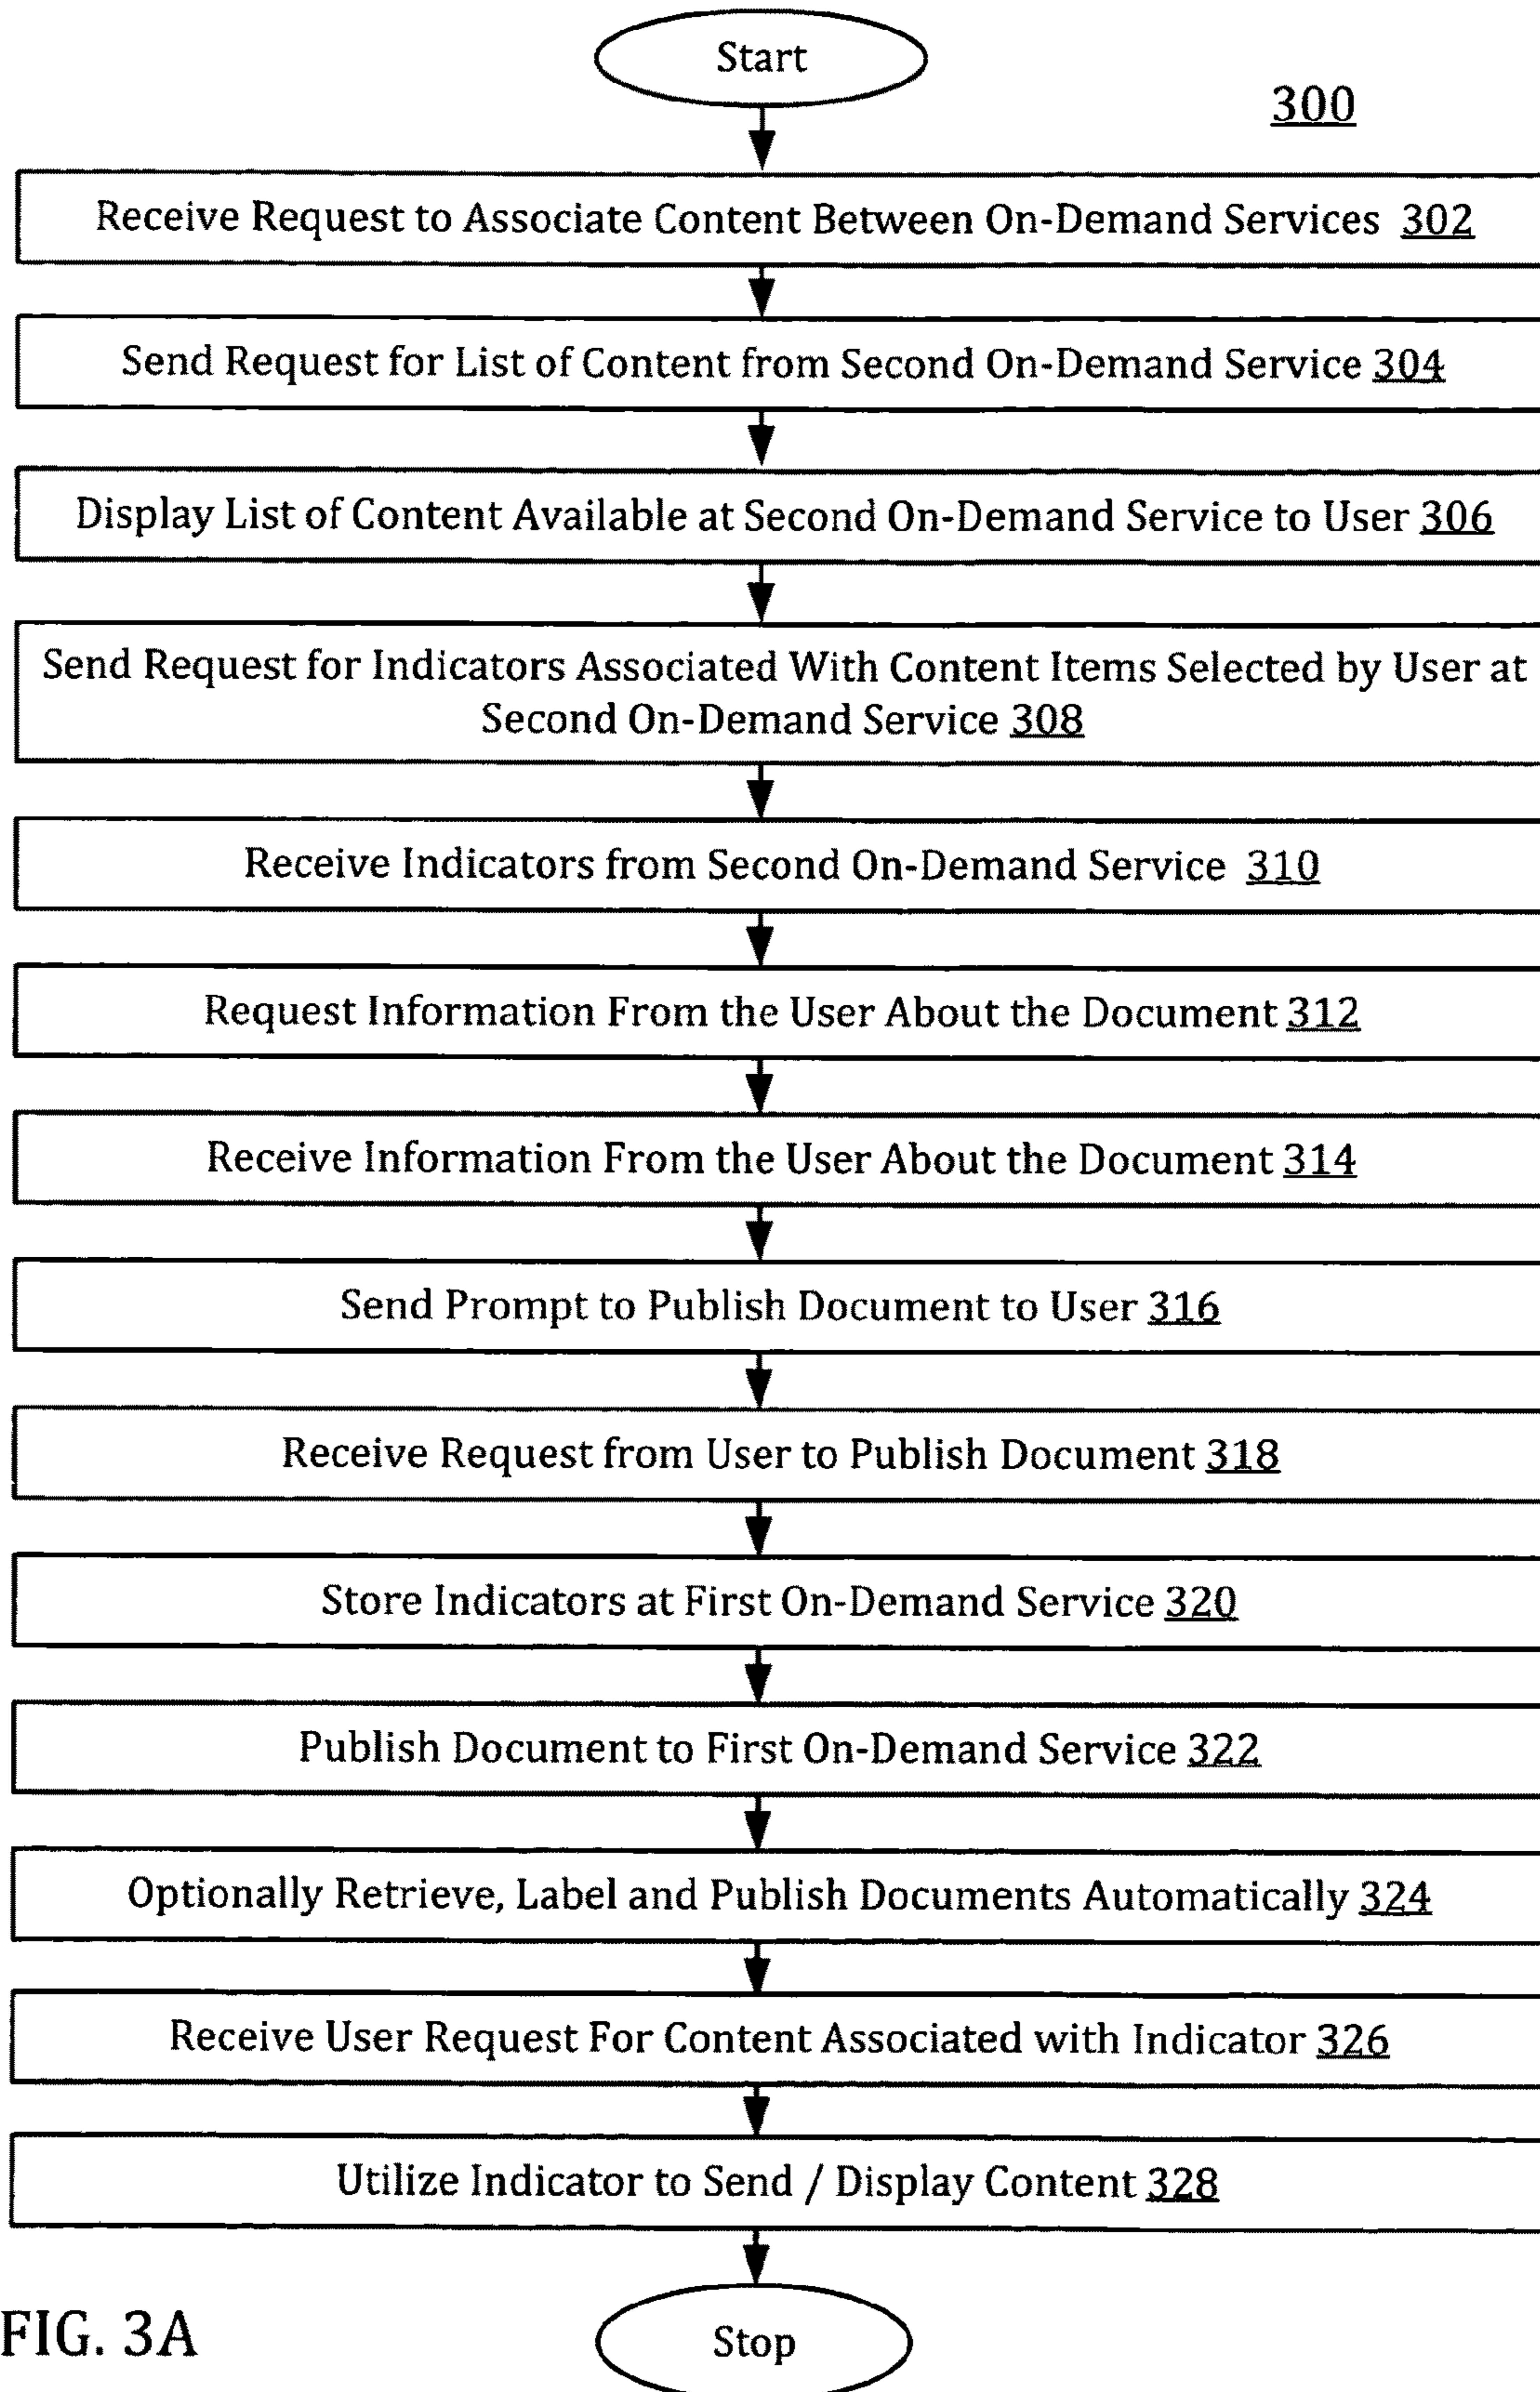 Start
300
Receive Request to Associate Content Between On-Demand Services 302
Send Request for List of Content from Second On-Demand Service 304
Display List of Content Available at Second On-Demand Service to User 306
Send Request for Indicators Associated With Content Items Selected by User at
Second On-Demand Service 308
Receive Indicators from Second On-Demand Service 310
Request Information From the User About the Document 312
Receive Information From the User About the Document 314
Send Prompt to Publish Document to User 316
Receive Request from User to Publish Document 318
Store Indicators at First On-Demand Service 320
Publish Document to First On-Demand Service 322
Optionally Retrieve, Label and Publish Documents Automatically 324
Receive User Request For Content Associated with Indicator 326
Utilize Indicator to Send / Display Content 328
Stop
FIG. 3A